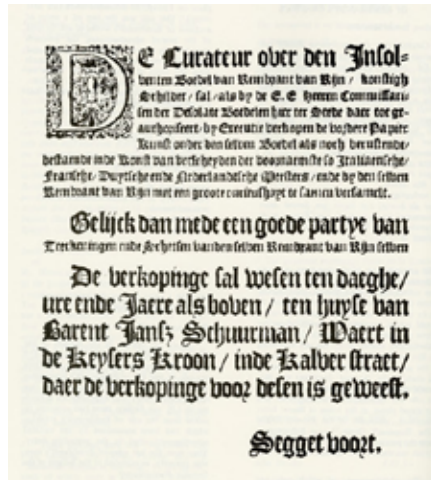 DE Curateur over den Insol-
venten Boedel van Rembrant van Rijn / konstigh
Schilder / sal / als by de E. E. Heeren Commissari-
sen der Desolate Boedelen hier ter Stede daer toe ge-
authoriseert / by Executie verkopen de vordere Papier
Kunst onder den selven Boedel als noch berustende /
bestaende inde Konst van verscheyden der voornaemste so Italiaensche /
Fransche / Duytsche ende Nederlandtsche Meesters / ende by den selven
Rembrant van Rijn met een groote curieusheyt te samen versamelt.
Gelijck dan mede een goede partye van
Teeckeningen ende Schetsen vanden selven Rembrant van Rijn selven
De verkopinge sal wesen ten daeghe /
ure ende Jaere als boven / ten huyse van
Barent Jansz Schuurman / Waert in
de Keysers Kroon / inde Kalverstraet /
daer de verkopinge voor desen is geweest.
Segget voort.